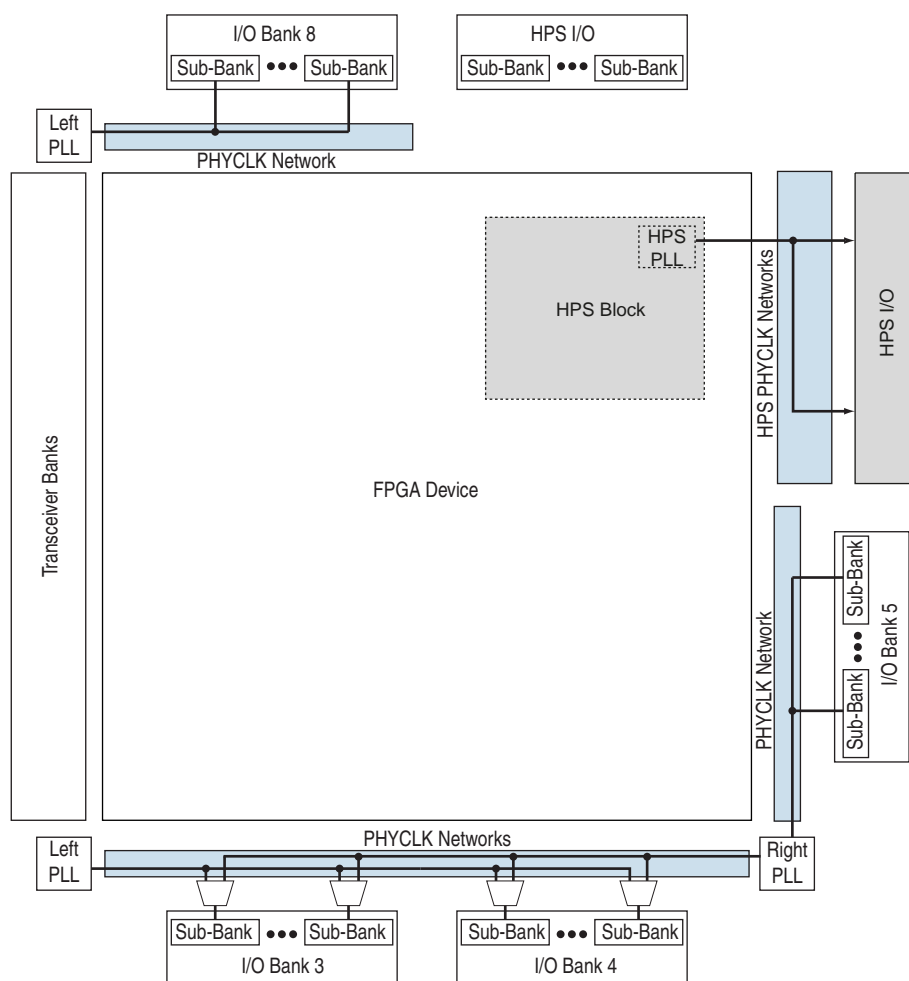 I/O Bank 8
Sub-Bank ••• Sub-Bank
HPS I/O
Sub-Bank ••• Sub-Bank
Left
PLL
PHYCLK Network
Transceiver Banks
HPS
PLL
HPS Block
HPS PHYCLK Networks
HPS I/O
FPGA Device
PHYCLK Network
Sub-Bank ••• Sub-Bank
I/O Bank 5
PHYCLK Networks
Left
PLL
Right
PLL
Sub-Bank ••• Sub-Bank
I/O Bank 3
Sub-Bank ••• Sub-Bank
I/O Bank 4